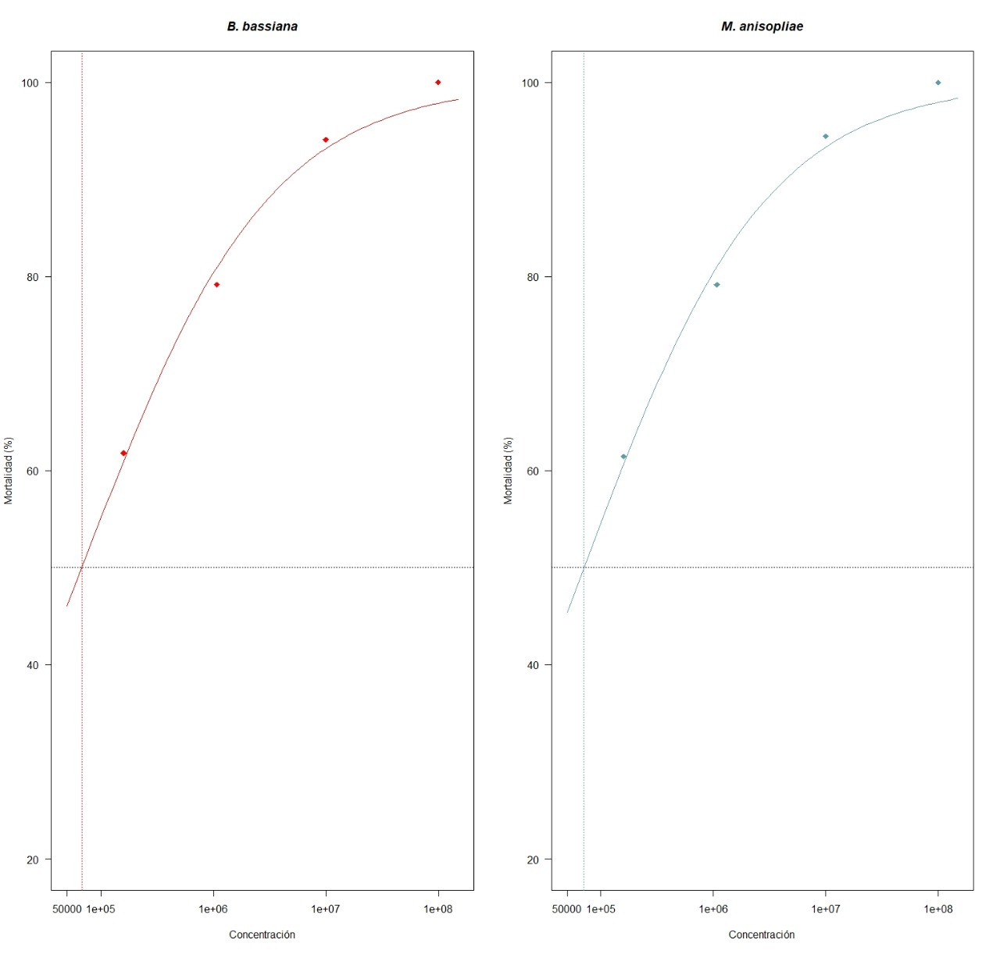 B. bassiana
100
80
60
40
20
Mortalidad (%)
50000 1e+05 1e+06 1e+07 1e+08
Concentración
M. anisopliae
100
80
60
40
20
Mortalidad (%)
50000 1e+05 1e+06 1e+07 1e+08
Concentración